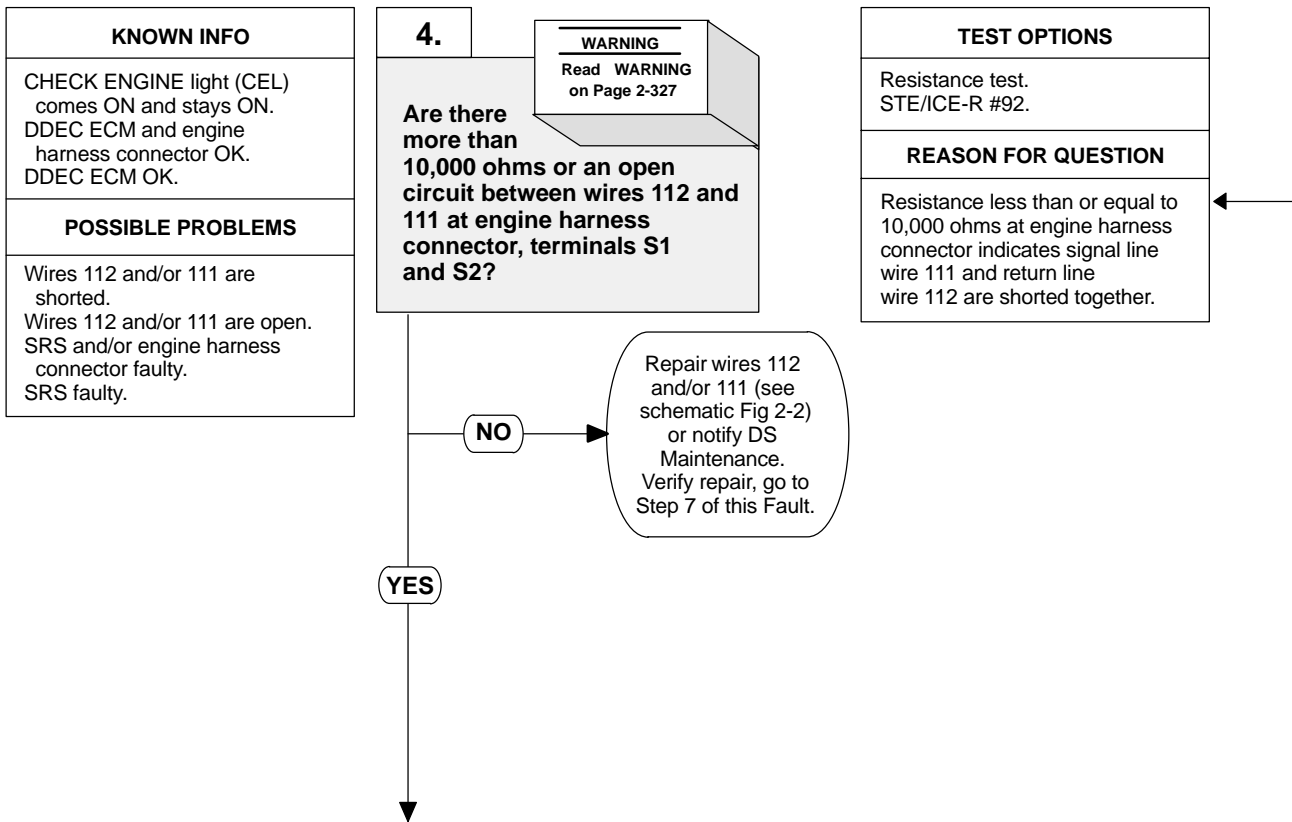 KNOWN INFO
CHECK ENGINE light (CEL)
comes ON and stays ON.
DDEC ECM and engine
harness connector OK.
DDEC ECM OK.
POSSIBLE PROBLEMS
Wires 112 and/or 111 are
shorted.
Wires 112 and/or 111 are open.
SRS and/or engine harness
connector faulty.
SRS faulty.
4.
WARNING
Read WARNING
on Page 2-327
Are there
more than
10,000 ohms or an open
circuit between wires 112 and
111 at engine harness
connector, terminals S1
and S2?
TEST OPTIONS
Resistance test.
STE/ICE-R #92.
REASON FOR QUESTION
Resistance less than or equal to
10,000 ohms at engine harness
connector indicates signal line
wire 111 and return line
wire 112 are shorted together.
NO
Repair wires 112
and/or 111 (see
schematic Fig 2-2)
or notify DS
Maintenance.
Verify repair, go to
Step 7 of this Fault.
YES